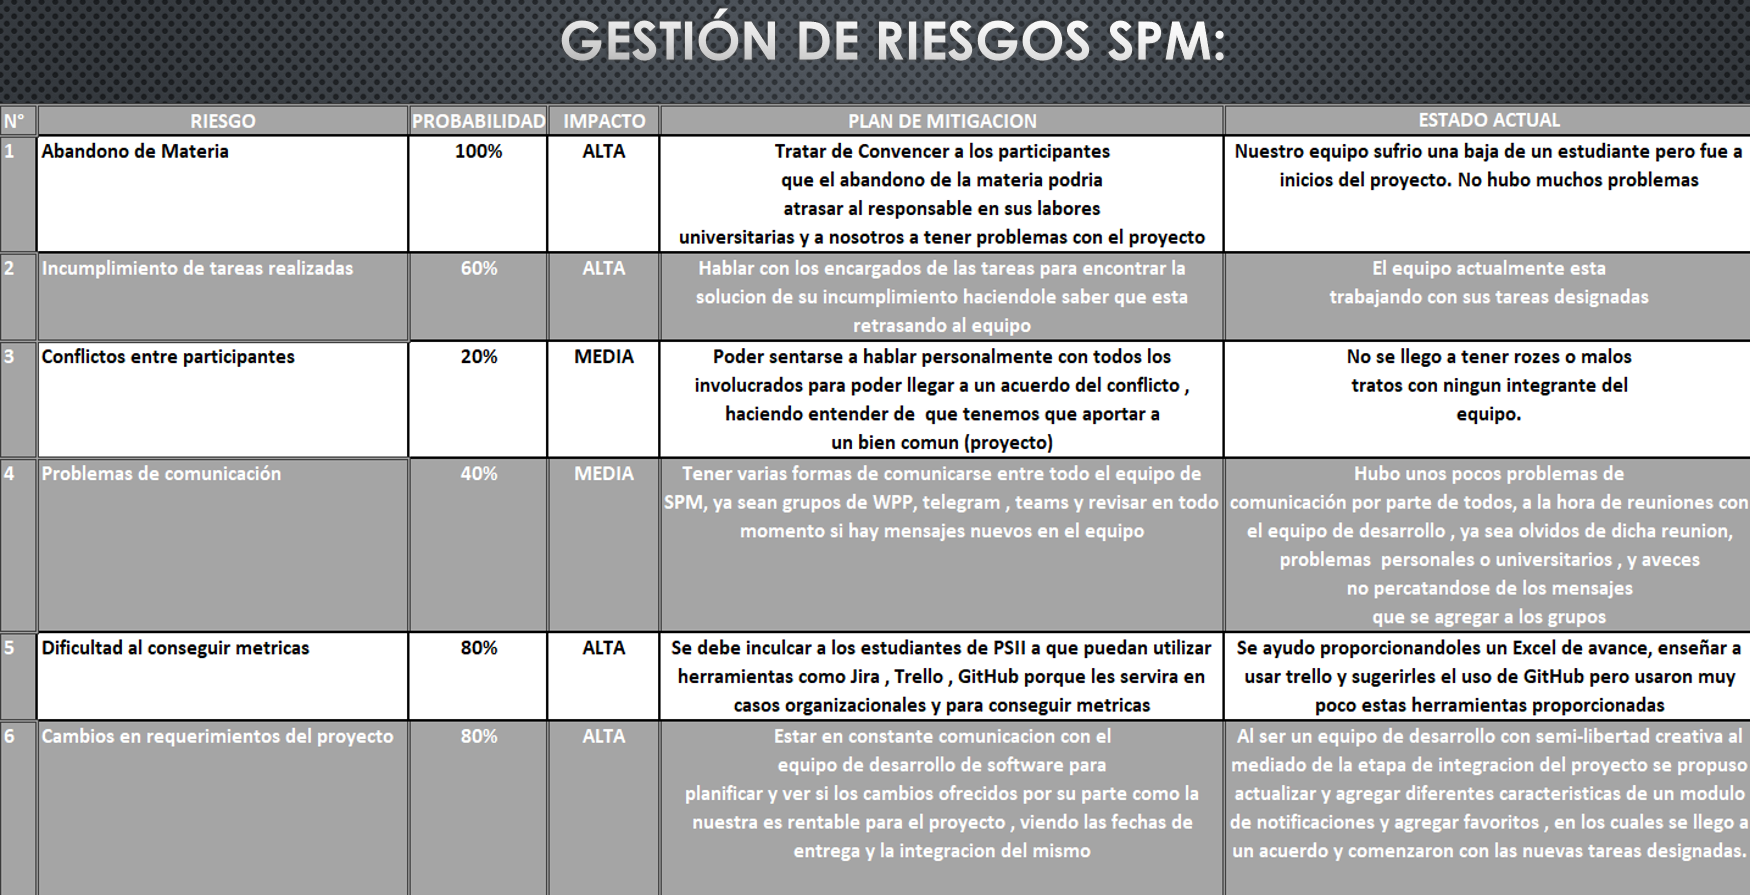 GESTIÓN DE RIESGOS SPM:
N° RIESGO PROBABILIDAD IMPACTO PLAN DE MITIGACION ESTADO ACTUAL
1 Abandono de Materia 100% ALTA
Tratar de Convencer a los participantes
que el abandono de la materia podria
atrasar al responsable en sus labores
universitarias y a nosotros a tener problemas con el proyecto
Nuestro equipo sufrio una baja de un estudiante pero fue a
inicios del proyecto. No hubo muchos problemas
2 Incumplimiento de tareas realizadas 60% ALTA
Hablar con los encargados de las tareas para encontrar la
solucion de su incumplimiento haciendole saber que esta
retrasando al equipo
El equipo actualmente esta
trabajando con sus tareas designadas
3 Conflictos entre participantes 20% MEDIA
Poder sentarse a hablar personalmente con todos los
involucrados para poder llegar a un acuerdo del conflicto ,
haciendo entender de  que tenemos que aportar a
un bien comun (proyecto)
No se llego a tener rozes o malos
tratos con ningun integrante del
equipo.
4 Problemas de comunicación 40% MEDIA
Tener varias formas de comunicarse entre todo el equipo de
SPM, ya sean grupos de WPP, telegram , teams y revisar en todo
momento si hay mensajes nuevos en el equipo
Hubo unos pocos problemas de
comunicación por parte de todos, a la hora de reuniones con
el equipo de desarrollo , ya sea olvidos de dicha reunion,
problemas  personales o universitarios , y aveces
no percatandose de los mensajes
que se agregar a los grupos
5 Dificultad al conseguir metricas 80% ALTA
Se debe inculcar a los estudiantes de PSII a que puedan utilizar
herramientas como Jira , Trello , GitHub porque les servira en
casos organizacionales y para conseguir metricas
Se ayudo proporcionandoles un Excel de avance, enseñar a
usar trello y sugerirles el uso de GitHub pero usaron muy
poco estas herramientas proporcionadas
6 Cambios en requerimientos del proyecto 80% ALTA
Estar en constante comunicacion con el
equipo de desarrollo de software para
planificar y ver si los cambios ofrecidos por su parte como la
nuestra es rentable para el proyecto , viendo las fechas de
entrega y la integracion del mismo
Al ser un equipo de desarrollo con semi-libertad creativa al
mediado de la etapa de integracion del proyecto se propuso
actualizar y agregar diferentes caracteristicas de un modulo
de notificaciones y agregar favoritos , en los cuales se llego a
un acuerdo y comenzaron con las nuevas tareas designadas.